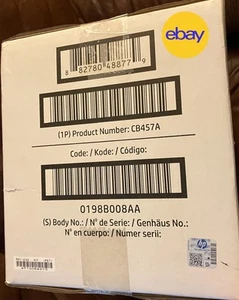 ebay
8 82780 48877 9
(1P) Product Number: CB457A
Code: / Kode: / Código:
0198B008AA
(S) Body No.: / N° de Serie: / Genhäus No.:
N° en cuerpo: / Numer serii:
hp